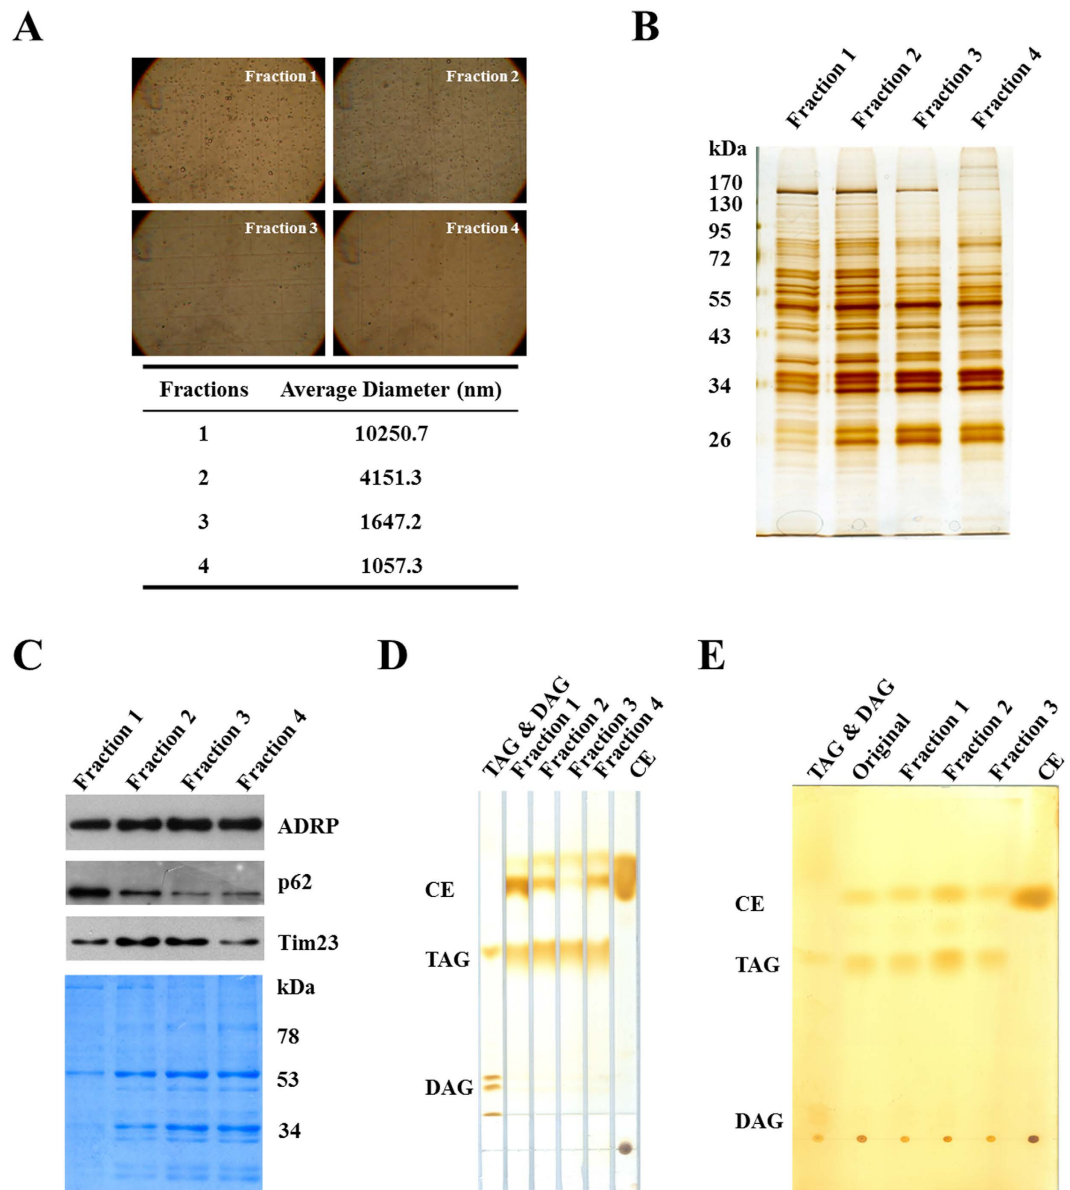 A
Fraction 1
Fraction 2
Fraction 3
Fraction 4
Fractions Average Diameter (nm)
1 10250.7
2 4151.3
3 1647.2
4 1057.3
B
Fraction 1
Fraction 2
Fraction 3
Fraction 4
kDa
170
130
95
72
55
43
34
26
C
Fraction 1
Fraction 2
Fraction 3
Fraction 4
ADRP
p62
Tim23
kDa
78
53
34
D
TAG & DAG
Fraction 1
Fraction 2
Fraction 3
Fraction 4
CE
CE
TAG
DAG
E
TAG & DAG
Original
Fraction 1
Fraction 2
Fraction 3
CE
CE
TAG
DAG